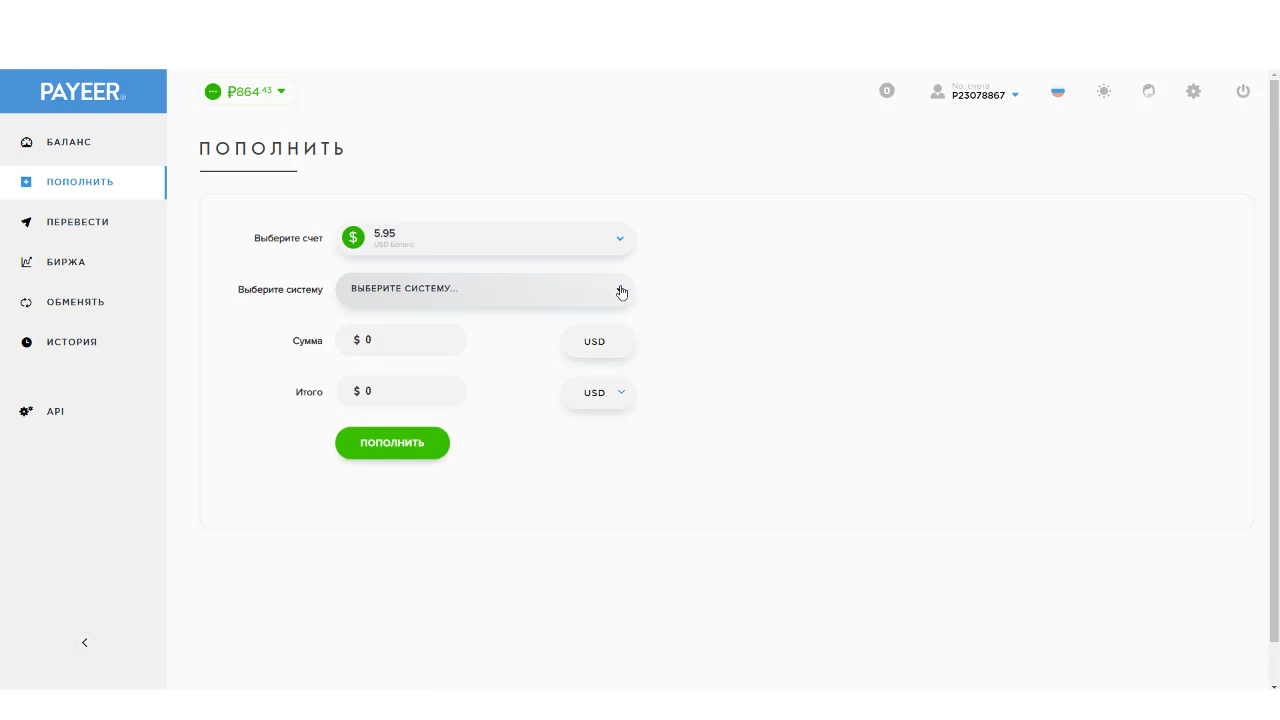 PAYEER®
₽864.43
0
No. счета
P23078867
БАЛАНС
ПОПОЛНИТЬ
ПЕРЕВЕСТИ
БИРЖА
ОБМЕНЯТЬ
ИСТОРИЯ
API
ПОПОЛНИТЬ
Выберите счет
$ 5.95
USD Баланс
Выберите систему
ВЫБЕРИТЕ СИСТЕМУ...
Сумма
$ 0
USD
Итого
$ 0
USD
ПОПОЛНИТЬ